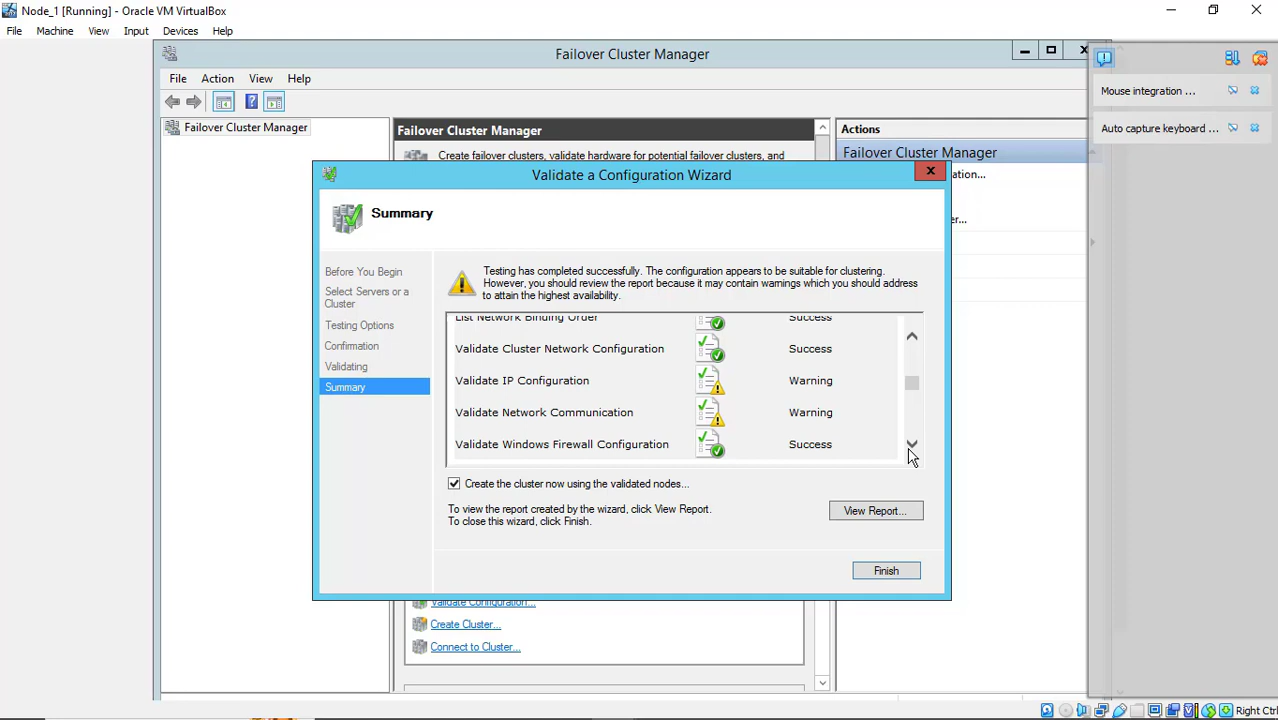 Node_1 [Running] - Oracle VM VirtualBox
File Machine View Input Devices Help
Failover Cluster Manager
File Action View Help
Mouse integration ...
Auto capture keyboard ...
Failover Cluster Manager
Failover Cluster Manager
Create failover clusters, validate hardware for potential failover clusters, and
Actions
Failover Cluster Manager
ation...
er...
Validate a Configuration Wizard
Summary
Before You Begin
Select Servers or a
Cluster
Testing Options
Confirmation
Validating
Summary
Testing has completed successfully. The configuration appears to be suitable for clustering.
However, you should review the report because it may contain warnings which you should address
to attain the highest availability.
List Network Binding Order Success
Validate Cluster Network Configuration Success
Validate IP Configuration Warning
Validate Network Communication Warning
Validate Windows Firewall Configuration Success
Create the cluster now using the validated nodes...
To view the report created by the wizard, click View Report.
To close this wizard, click Finish.
View Report...
Finish
Validate Configuration...
Create Cluster...
Connect to Cluster...
Right Ctrl